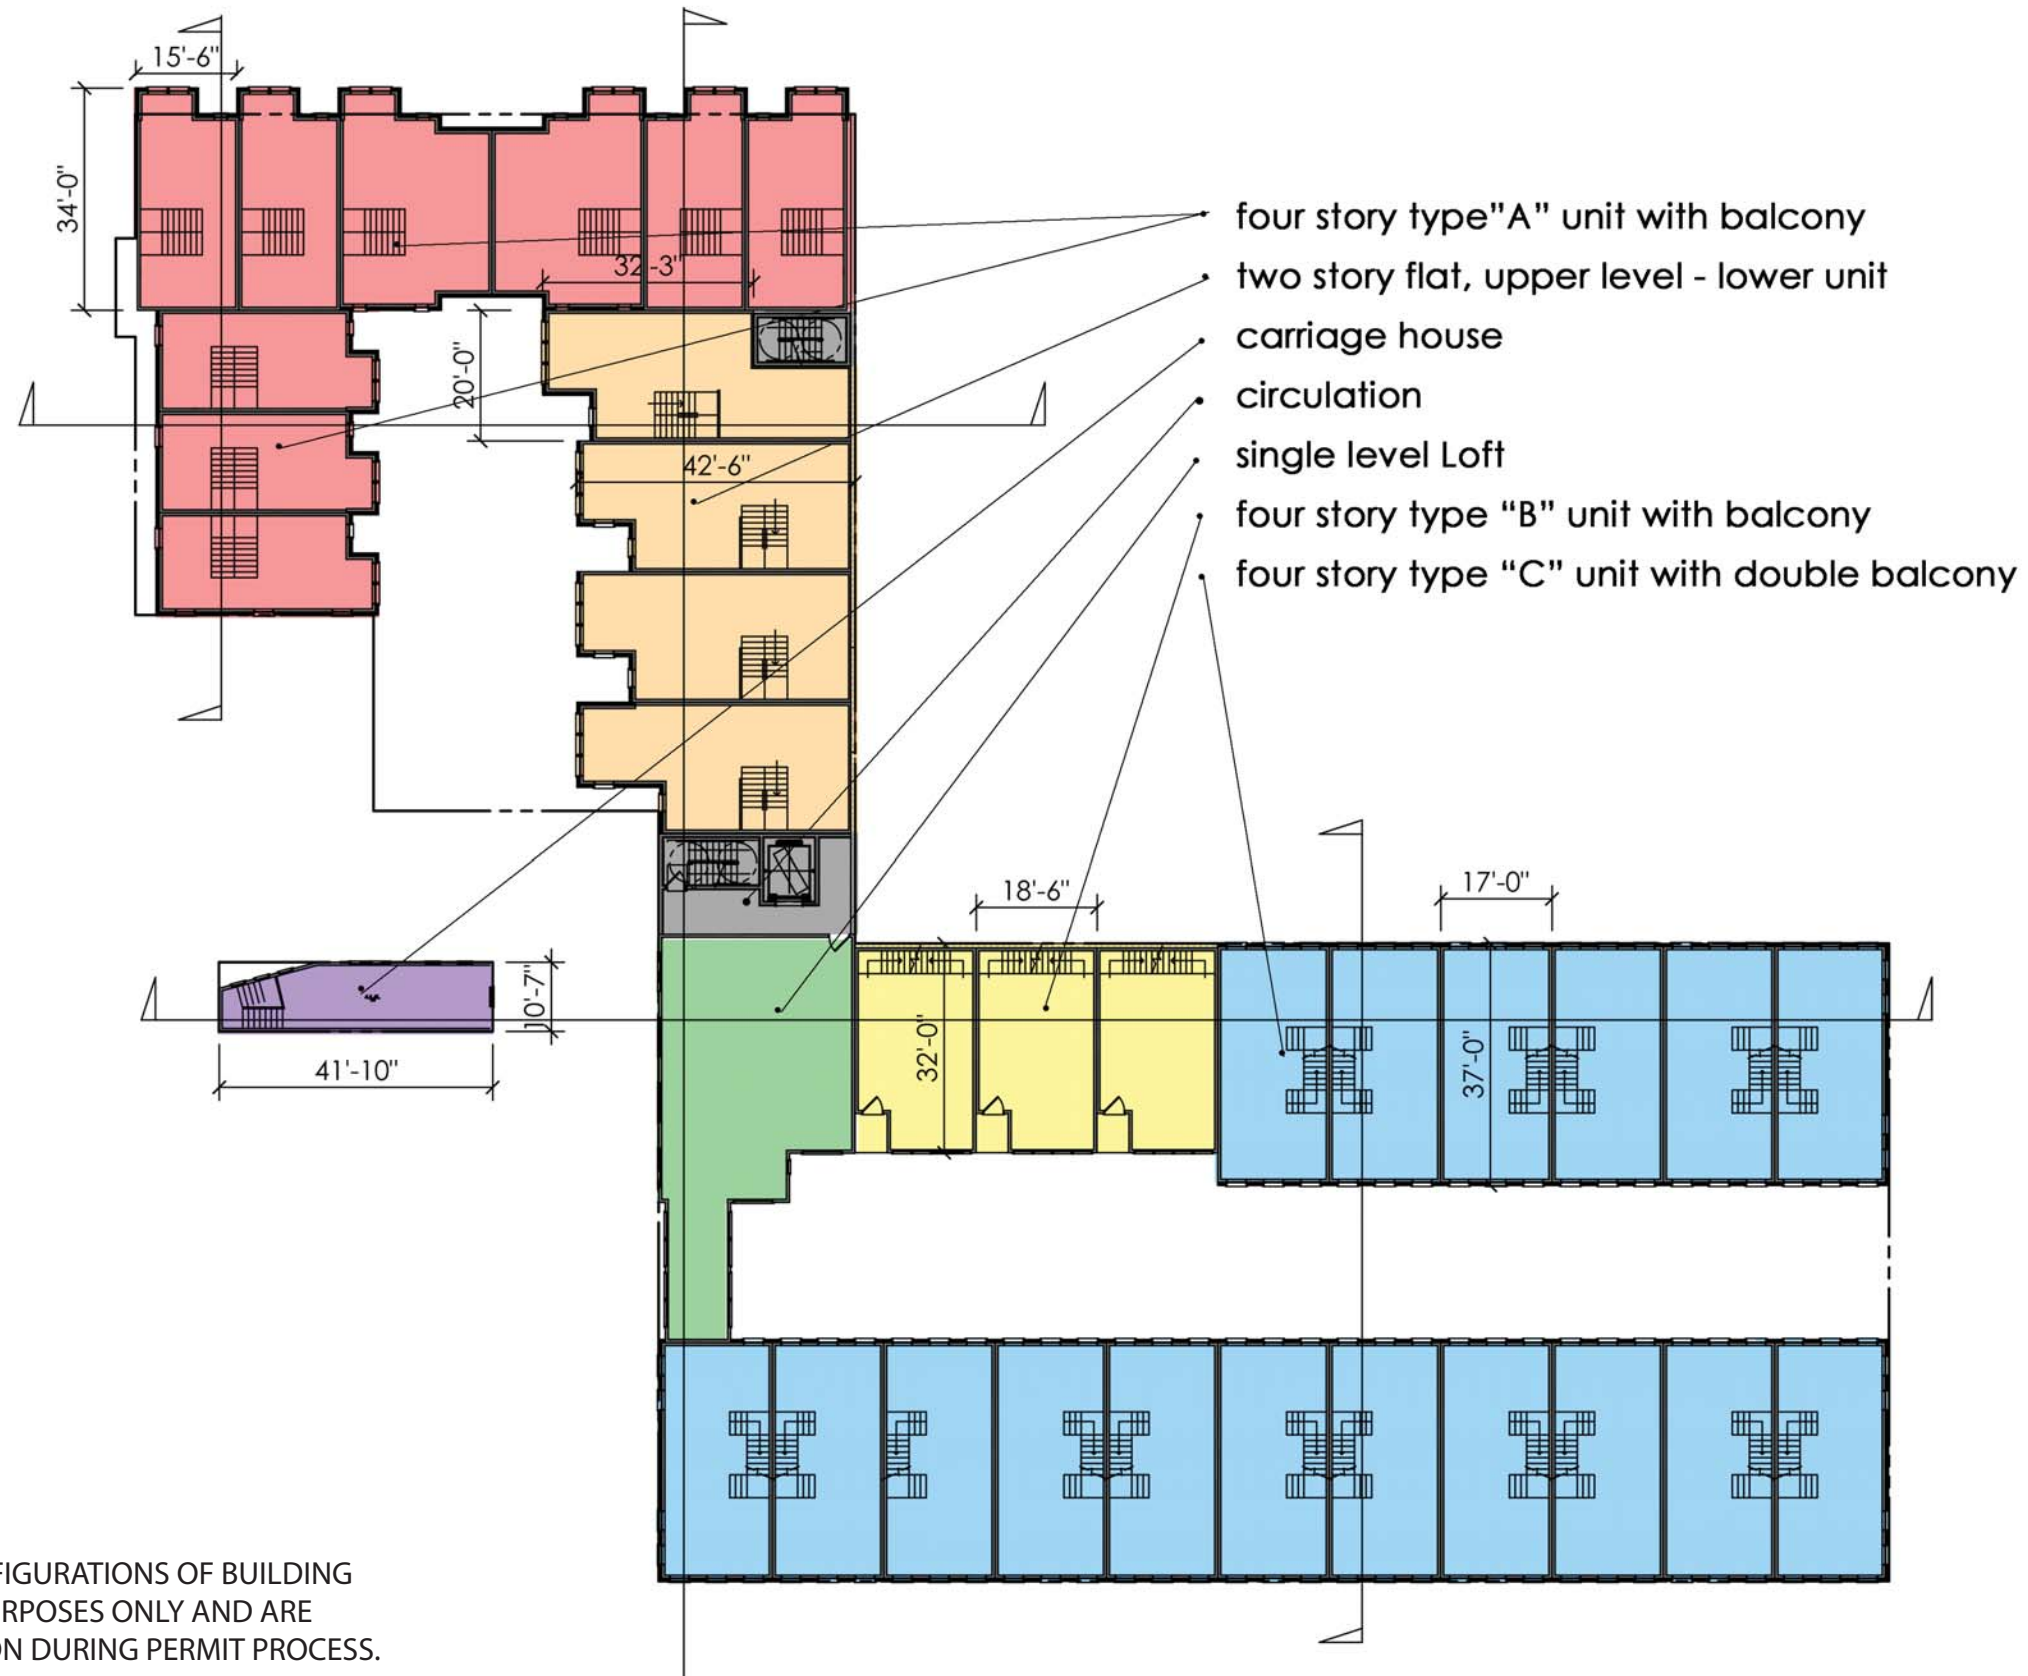 15'-6"
34'-0"
32'-3"
20'-0"
42'-6"
four story type"A" unit with balcony
two story flat, upper level - lower unit
carriage house
circulation
single level Loft
four story type “B” unit with balcony
four story type “C” unit with double balcony
18'-6"
17'-0"
10'-7"
41'-10"
32'-0"
37'-0"
FIGURATIONS OF BUILDING
RPOSES ONLY AND ARE
ON DURING PERMIT PROCESS.